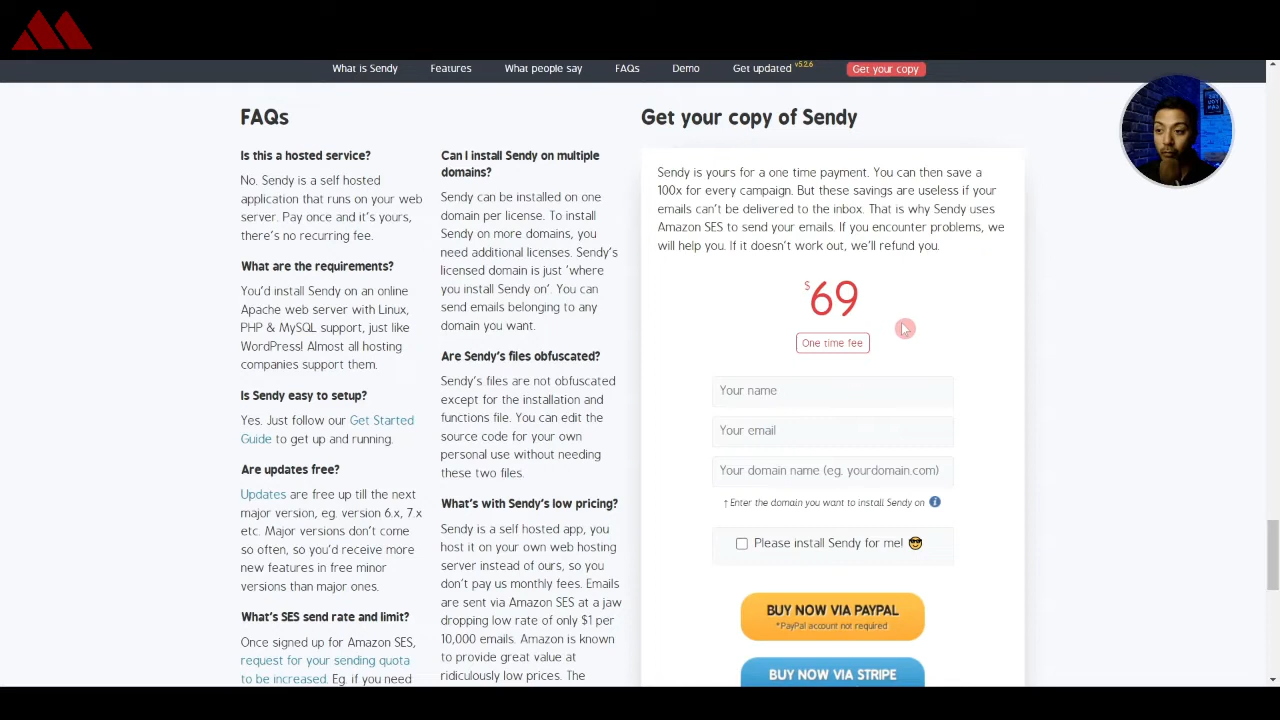 What is Sendy
Features
What people say
FAQs
Demo
Get updated v5.2.6
Get your copy
FAQs
Is this a hosted service?
No. Sendy is a self hosted
application that runs on your web
server. Pay once and it's yours,
there's no recurring fee.
What are the requirements?
You'd install Sendy on an online
Apache web server with Linux,
PHP & MySQL support, just like
WordPress! Almost all hosting
companies support them.
Is Sendy easy to setup?
Yes. Just follow our Get Started
Guide to get up and running.
Are updates free?
Updates are free up till the next
major version, eg. version 6.x, 7.x
etc. Major versions don't come
so often, so you'd receive more
new features in free minor
versions than major ones.
What's SES send rate and limit?
Once signed up for Amazon SES,
request for your sending quota
to be increased. Eg. if you need
Can I install Sendy on multiple
domains?
Sendy can be installed on one
domain per license. To install
Sendy on more domains, you
need additional licenses. Sendy's
licensed domain is just 'where
you install Sendy on'. You can
send emails belonging to any
domain you want.
Are Sendy's files obfuscated?
Sendy's files are not obfuscated
except for the installation and
functions file. You can edit the
source code for your own
personal use without needing
these two files.
What's with Sendy's low pricing?
Sendy is a self hosted app, you
host it on your own web hosting
server instead of ours, so you
don't pay us monthly fees. Emails
are sent via Amazon SES at a jaw
dropping low rate of only $1 per
10,000 emails. Amazon is known
to provide great value at
ridiculously low prices. The
Get your copy of Sendy
Sendy is yours for a one time payment. You can then save a
100x for every campaign. But these savings are useless if your
emails can't be delivered to the inbox. That is why Sendy uses
Amazon SES to send your emails. If you encounter problems, we
will help you. If it doesn't work out, we'll refund you.
$69
One time fee
Your name
Your email
Your domain name (eg. yourdomain.com)
↑ Enter the domain you want to install Sendy on
Please install Sendy for me! 😎
BUY NOW VIA PAYPAL
*PayPal account not required
BUY NOW VIA STRIPE